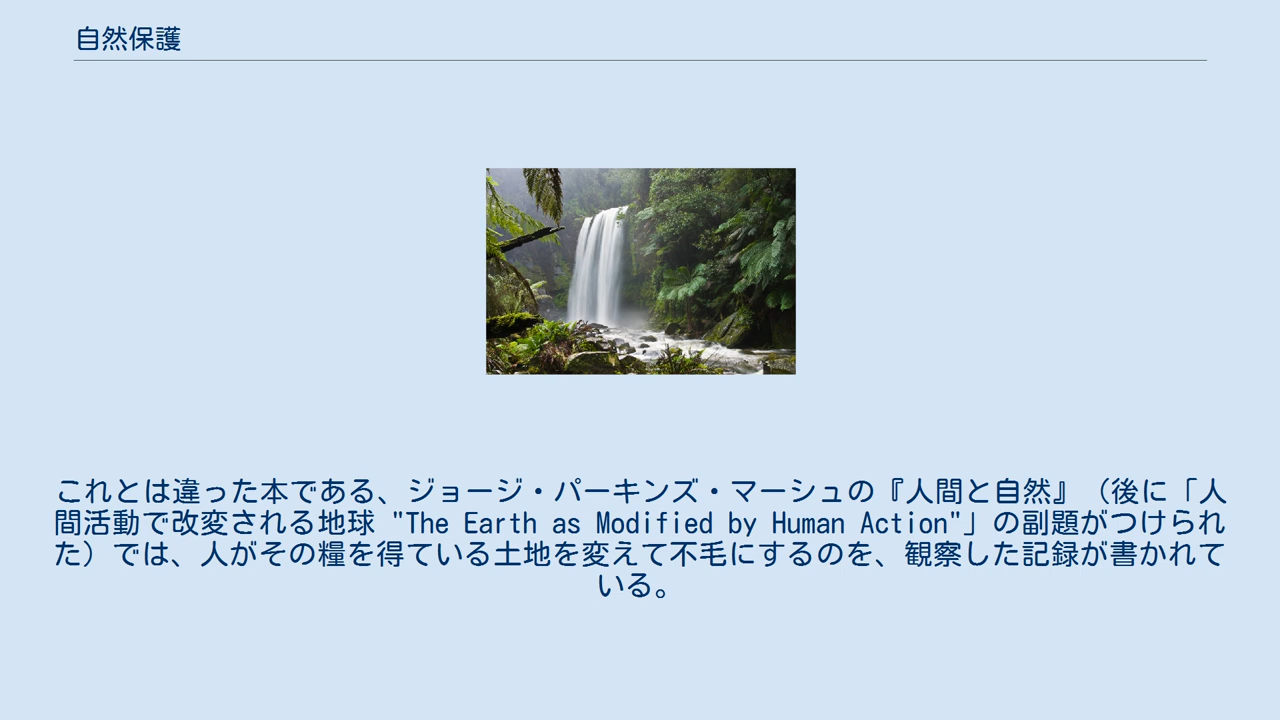 自然保護
これとは違った本である、ジョージ・パーキンズ・マーシュの『人間と自然』（後に「人
間活動で改変される地球 "The Earth as Modified by Human Action"」の副題がつけられ
た）では、人がその糧を得ている土地を変えて不毛にするのを、観察した記録が書かれて
いる。